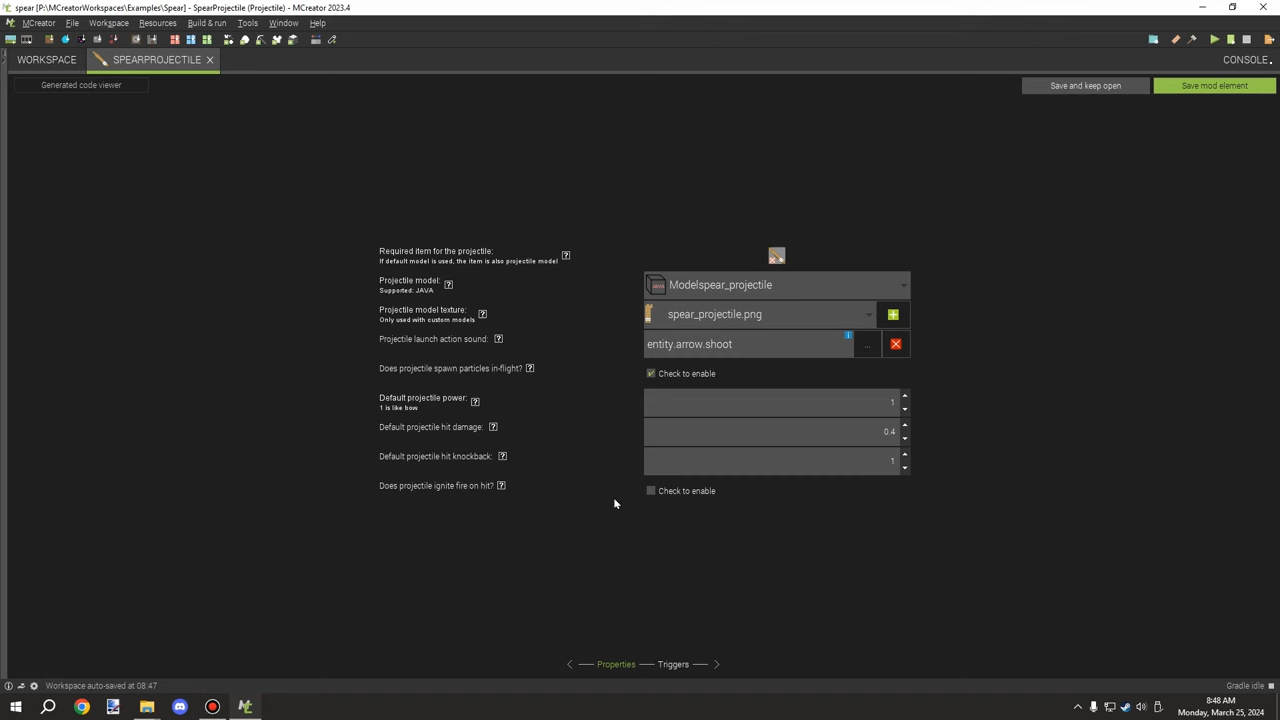 spear [P:\MCreatorWorkspaces\Examples\Spear] - SpearProjectile (Projectile) - MCreator 2023.4
MCreator File Workspace Resources Build & run Tools Window Help
WORKSPACE SPEARPROJECTILE CONSOLE
Generated code viewer Save and keep open Save mod element
Required item for the projectile:
If default model is used, the item is also projectile model
Projectile model:
Supported: JAVA
Modelspear_projectile
Projectile model texture:
Only used with custom models
spear_projectile.png
Projectile launch action sound: entity.arrow.shoot ...
Does projectile spawn particles in-flight? Check to enable
Default projectile power:
1 is like bow
1
Default projectile hit damage: 0.4
Default projectile hit knockback: 1
Does projectile ignite fire on hit? Check to enable
Properties Triggers
Workspace auto-saved at 08:47 Gradle idle
8:48 AM
Monday, March 25, 2024